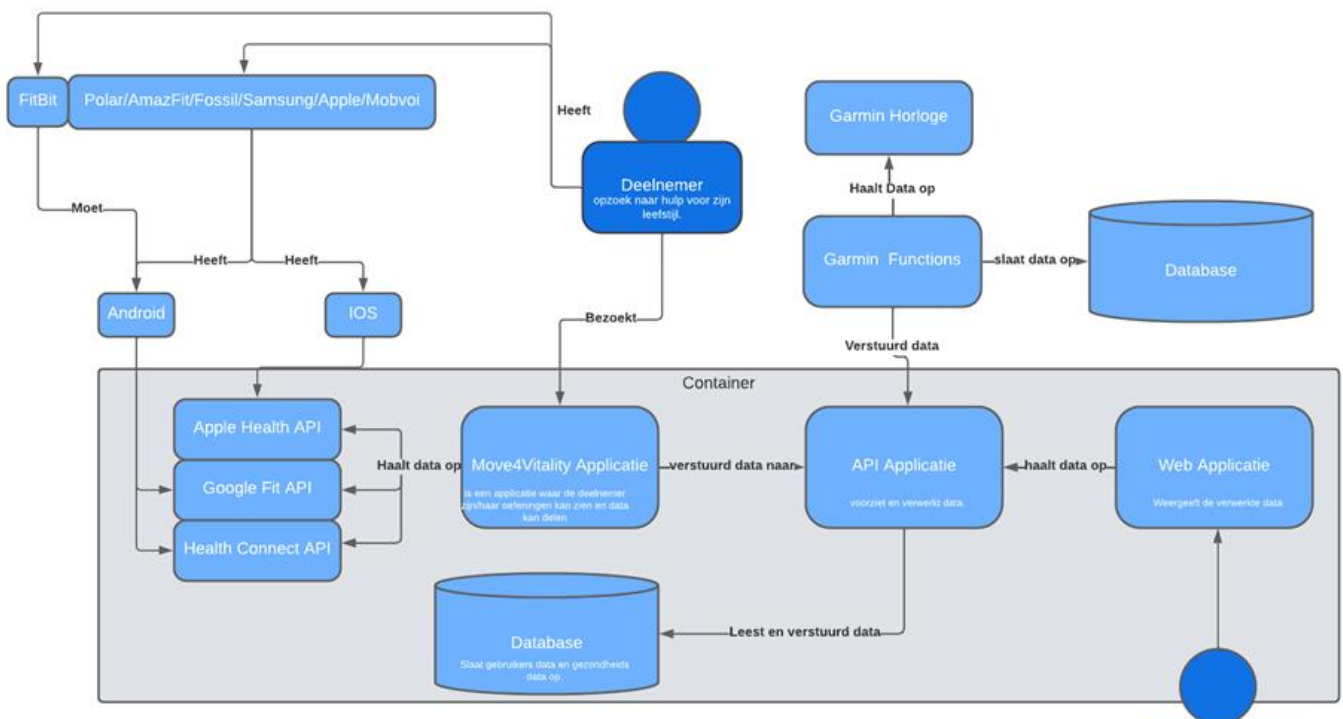 FitBit
Polar/AmazFit/Fossil/Samsung/Apple/Mobvoi
Heeft
Deelnemer
opzoek naar hulp voor zijn
leefstijl.
Garmin Horloge
Haalt Data op
Garmin Functions
slaat data op
Database
Moet
Heeft
Heeft
Android
IOS
Bezoekt
Verstuurd data
Container
Apple Health API
Google Fit API
Health Connect API
Haalt data op
Move4Vitality Applicatie
is een applicatie waar de deelnemer
zijn/haar oefeningen kan zien en data
kan delen
verstuurd data naar
API Applicatie
voorziet en verwerkt data
haalt data op
Web Applicatie
Weergeeft de verwerkte data
Leest en verstuurd data
Database
Slaat gebruikers data en gezondheids
data op.